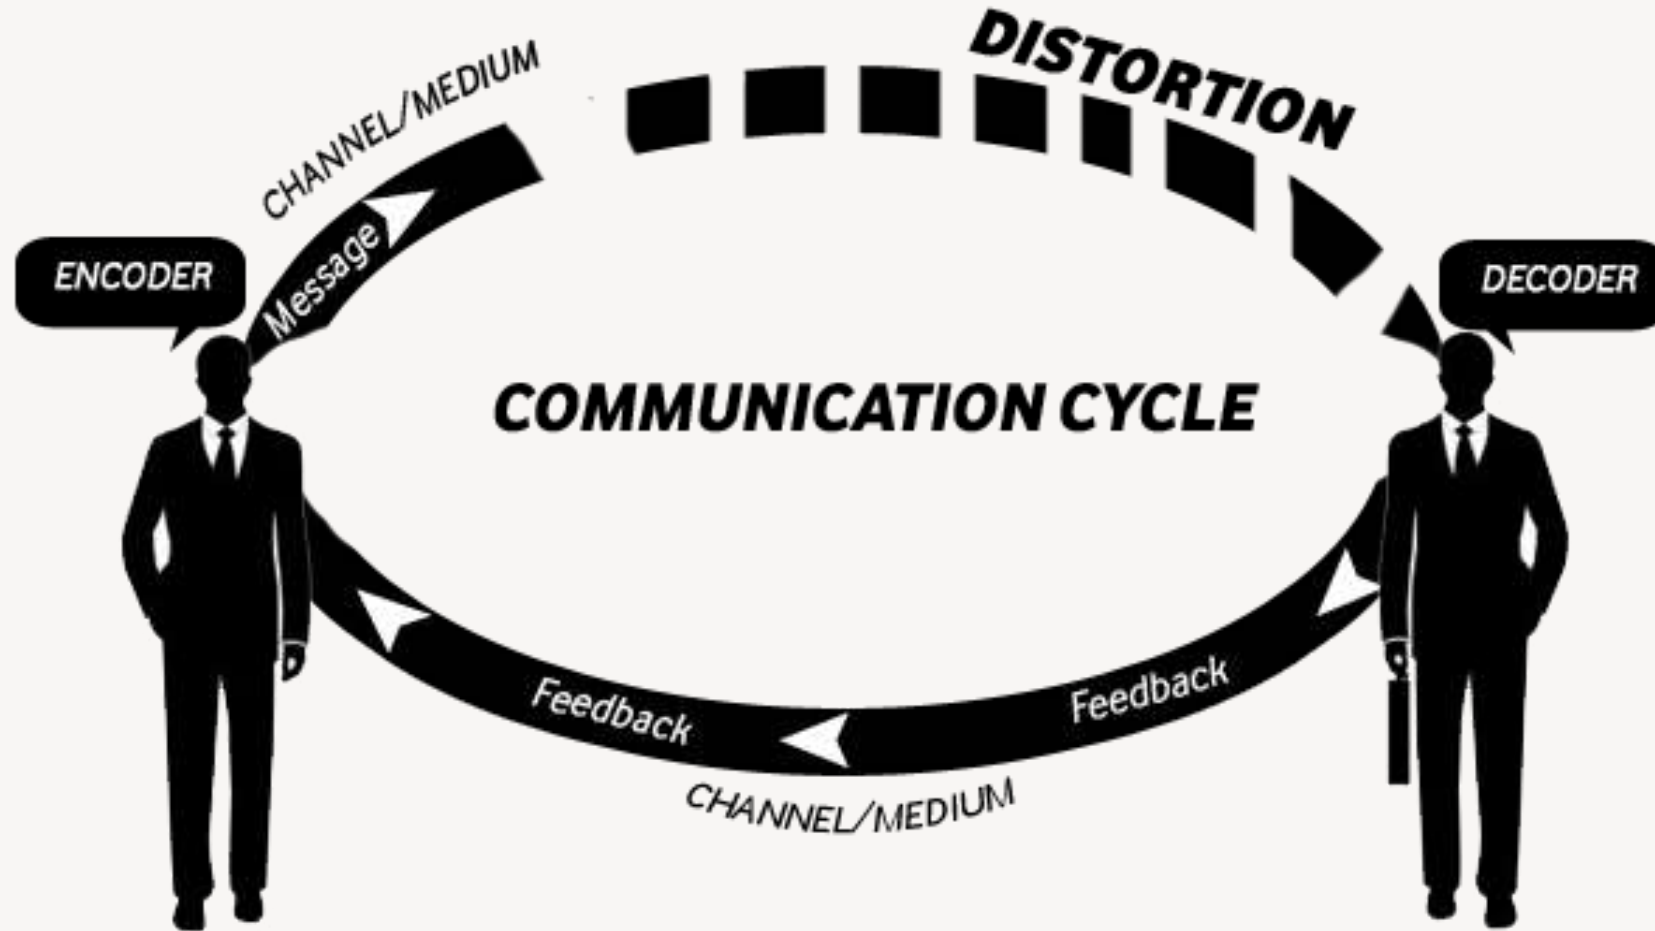 DISTORTION
CHANNEL/MEDIUM
Message
ENCODER
DECODER
COMMUNICATION CYCLE
Feedback
Feedback
CHANNEL/MEDIUM